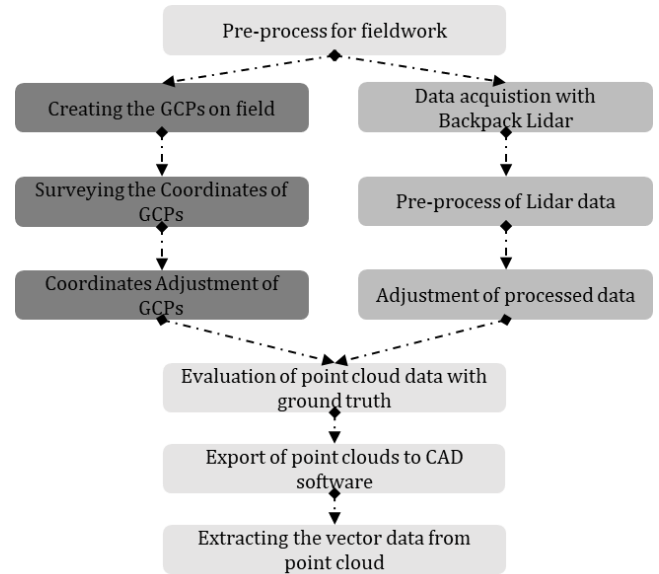 Pre-process for fieldwork
Creating the GCPs on field
Data acquistion with
Backpack Lidar
Surveying the Coordinates of
GCPs
Pre-process of Lidar data
Coordinates Adjustment of
GCPs
Adjustment of processed data
Evaluation of point cloud data with
ground truth
Export of point clouds to CAD
software
Extracting the vector data from
point cloud